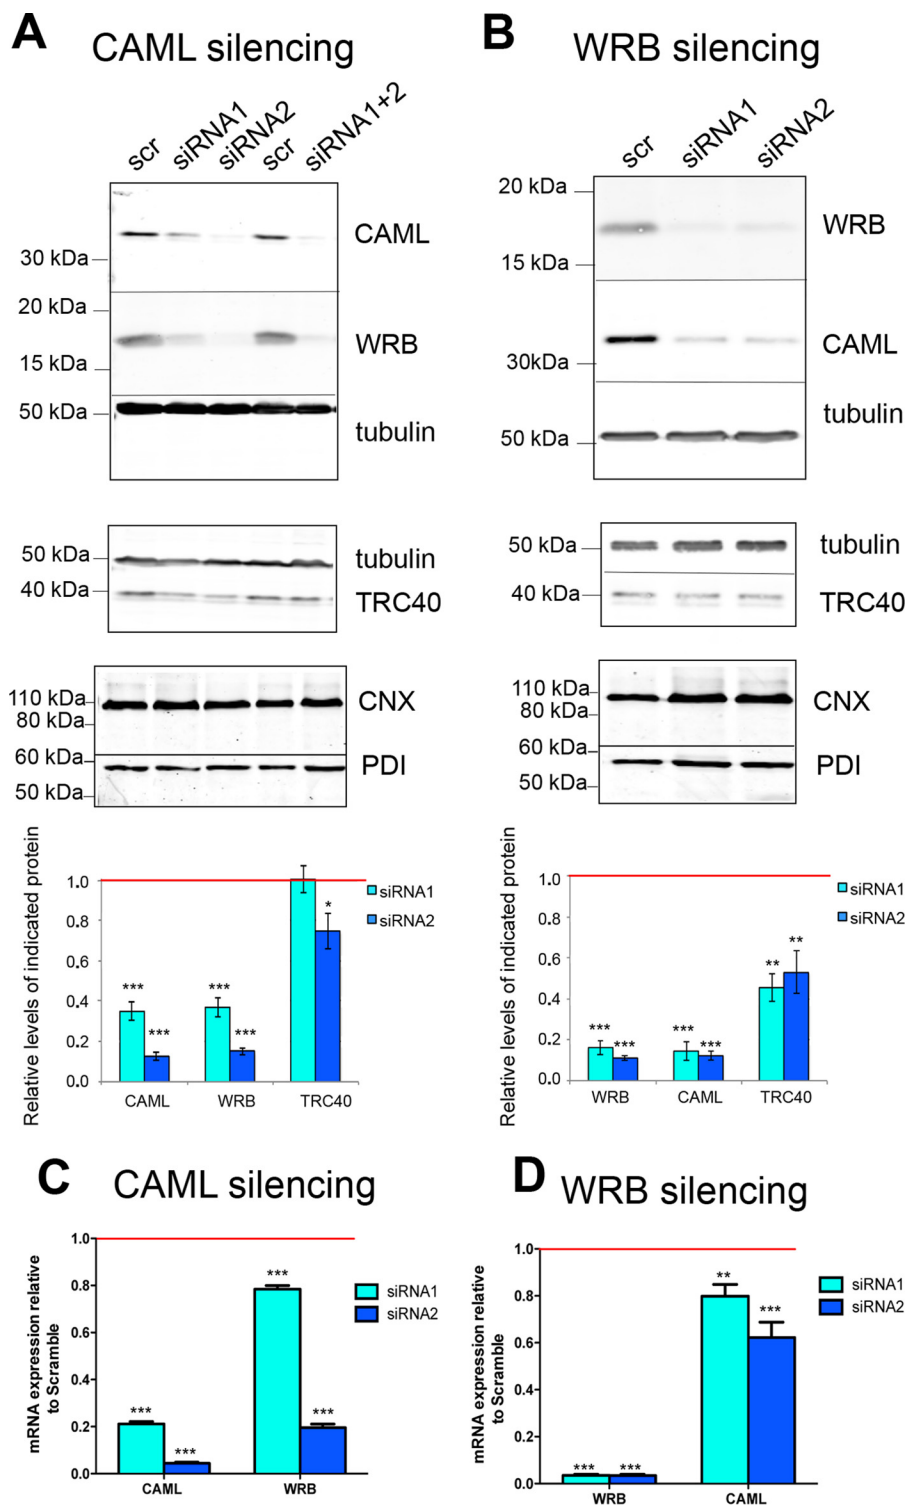 A CAML silencing
scr siRNA1 siRNA2 scr siRNA1+2
CAML
30 kDa
20 kDa
WRB
15 kDa
50 kDa
tubulin
50 kDa
tubulin
40 kDa
TRC40
110 kDa
CNX
80 kDa
60 kDa
PDI
50 kDa
Relative levels of indicated protein
1.0
0.8
0.6
0.4
0.2
0.0
siRNA1
siRNA2
*** *** *** *** *
CAML WRB TRC40
B WRB silencing
scr siRNA1 siRNA2
20 kDa
WRB
15 kDa
CAML
30kDa
tubulin
50 kDa
50 kDa
tubulin
40 kDa
TRC40
110 kDa
CNX
80 kDa
60 kDa
PDI
50 kDa
Relative levels of indicated protein
1.0
0.8
0.6
0.4
0.2
0.0
siRNA1
siRNA2
*** *** *** *** ** **
WRB CAML TRC40
C CAML silencing
mRNA expression relative
to Scramble
1.0
0.8
0.6
0.4
0.2
0.0
siRNA1
siRNA2
*** *** *** ***
CAML WRB
D WRB silencing
mRNA expression relative
to Scramble
1.0
0.8
0.6
0.4
0.2
0.0
siRNA1
siRNA2
*** *** ** ***
WRB CAML